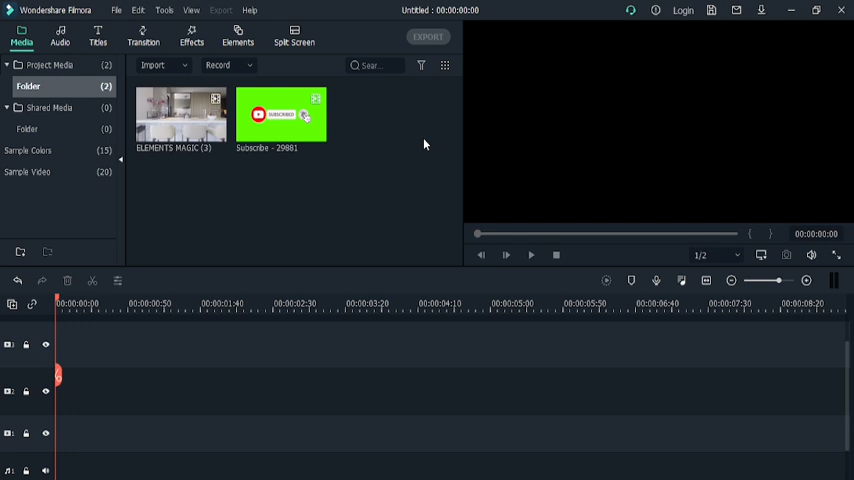 Wondershare Filmora File Edit Tools View Export Help Untitled : 00:00:00:00 Login
Media Audio Titles Transition Effects Elements Split Screen EXPORT
Project Media (2) Import Record Sear...
Folder (2)
Shared Media (0)
SUBSCRIBED
Folder (0)
ELEMENTS MAGIC (3) Subscribe - 29881
Sample Colors (15)
Sample Video (20)
{ } 00:00:00:00
1/2
00:00:00:00 00:00:00:50 00:00:01:40 00:00:02:30 00:00:03:20 00:00:04:10 00:00:05:00 00:00:05:50 00:00:06:40 00:00:07:30 00:00:08:20
3
2
1
1